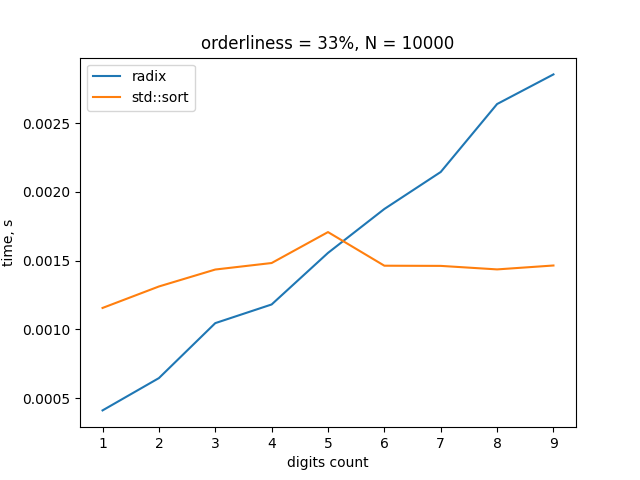 orderliness = 33%, N = 10000
radix
std::sort
0.0025
0.0020
0.0015
0.0010
0.0005
time, s
1 2 3 4 5 6 7 8 9
digits count